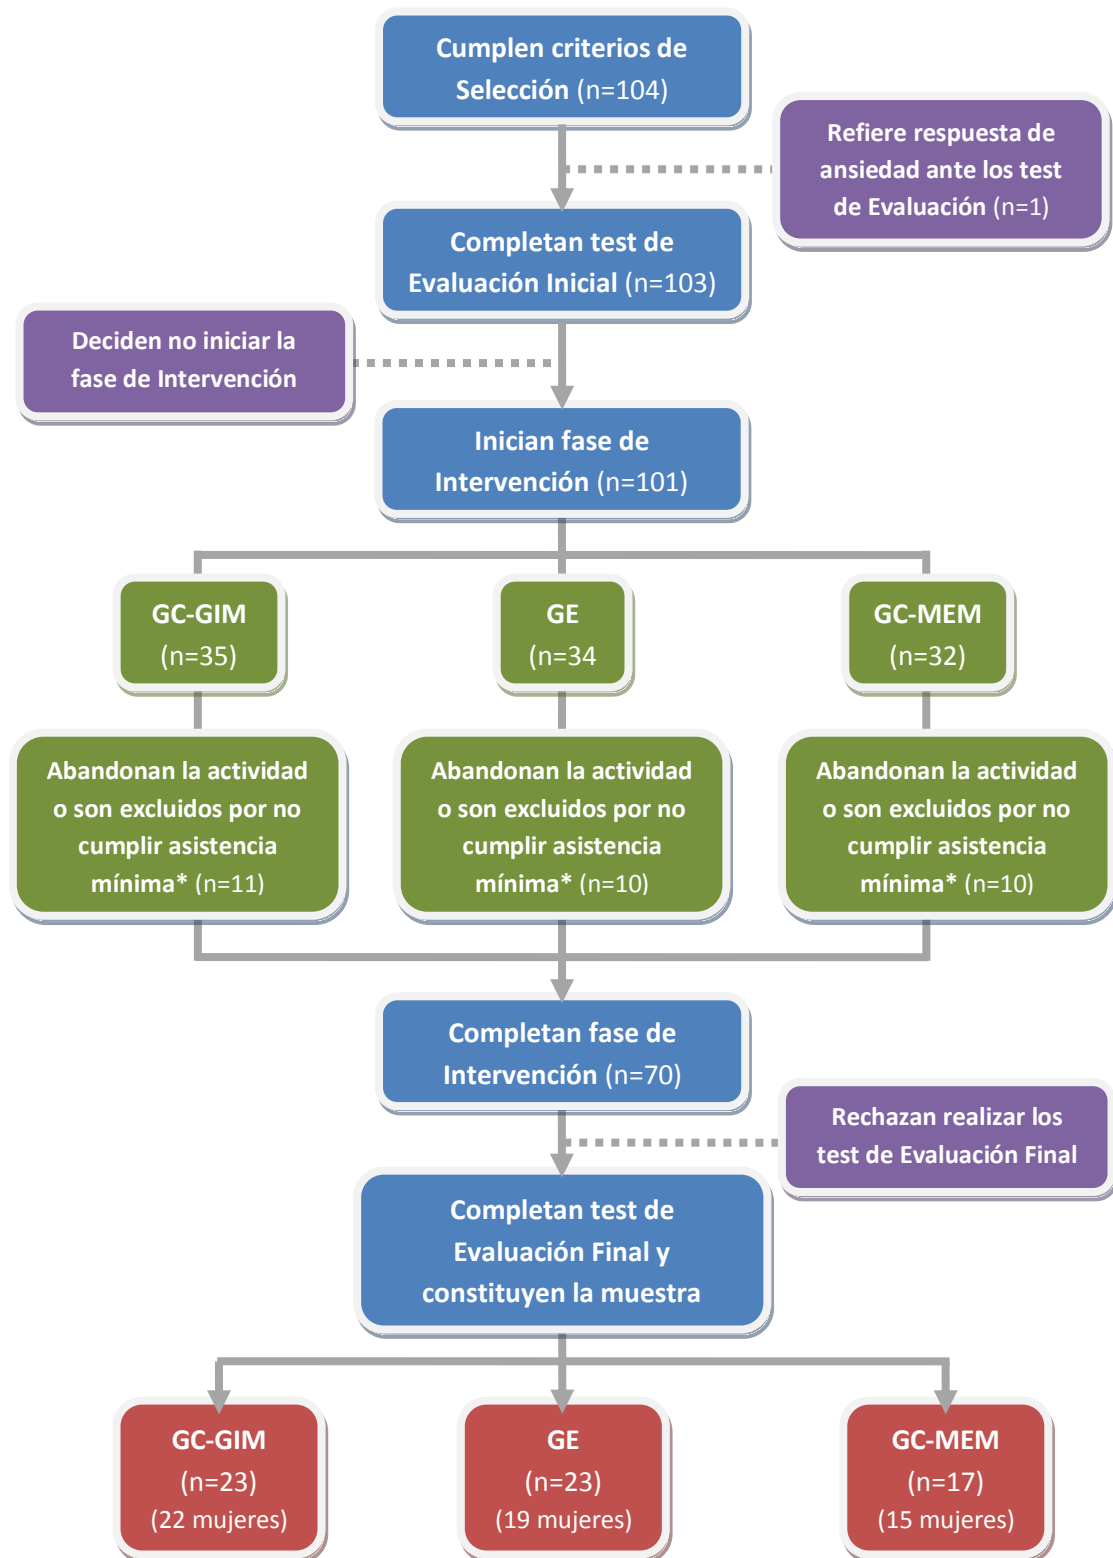 Cumplen criterios de
Selección (n=104)
Refiere respuesta de
ansiedad ante los test
de Evaluación (n=1)
Completan test de
Evaluación Inicial (n=103)
Deciden no iniciar la
fase de Intervención
Inician fase de
Intervención (n=101)
GC-GIM
(n=35)
GE
(n=34
GC-MEM
(n=32)
Abandonan la actividad
o son excluidos por no
cumplir asistencia
mínima* (n=11)
Abandonan la actividad
o son excluidos por no
cumplir asistencia
mínima* (n=10)
Abandonan la actividad
o son excluidos por no
cumplir asistencia
mínima* (n=10)
Completan fase de
Intervención (n=70)
Rechazan realizar los
test de Evaluación Final
Completan test de
Evaluación Final y
constituyen la muestra
GC-GIM
(n=23)
(22 mujeres)
GE
(n=23)
(19 mujeres)
GC-MEM
(n=17)
(15 mujeres)